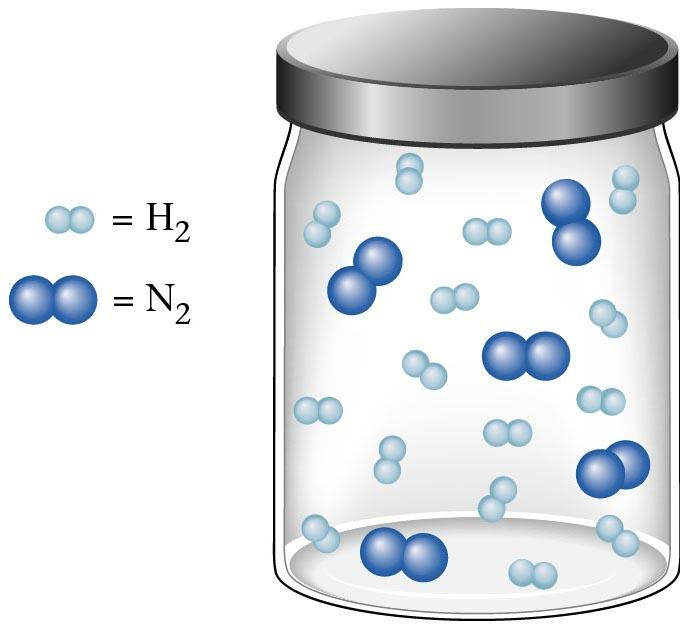 = H₂
= N₂